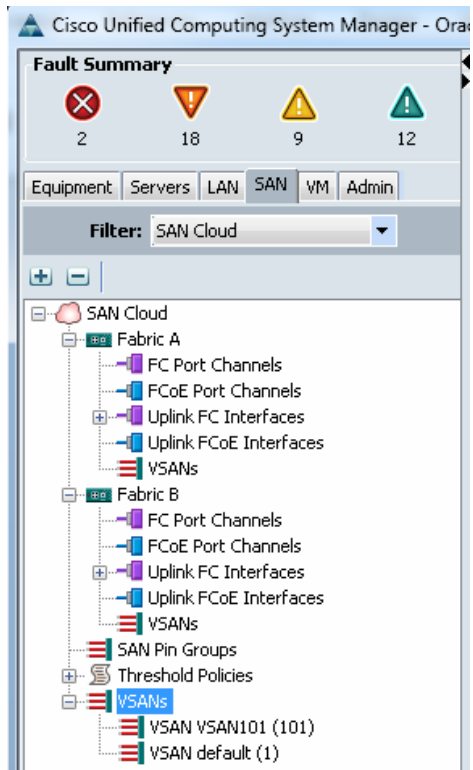 Cisco Unified Computing System Manager - Orac
Fault Summary
2 18 9 12
Equipment Servers LAN SAN VM Admin
Filter: SAN Cloud
SAN Cloud
Fabric A
FC Port Channels
FCoE Port Channels
Uplink FC Interfaces
Uplink FCoE Interfaces
VSANs
Fabric B
FC Port Channels
FCoE Port Channels
Uplink FC Interfaces
Uplink FCoE Interfaces
VSANs
SAN Pin Groups
Threshold Policies
VSANs
VSAN VSAN101 (101)
VSAN default (1)